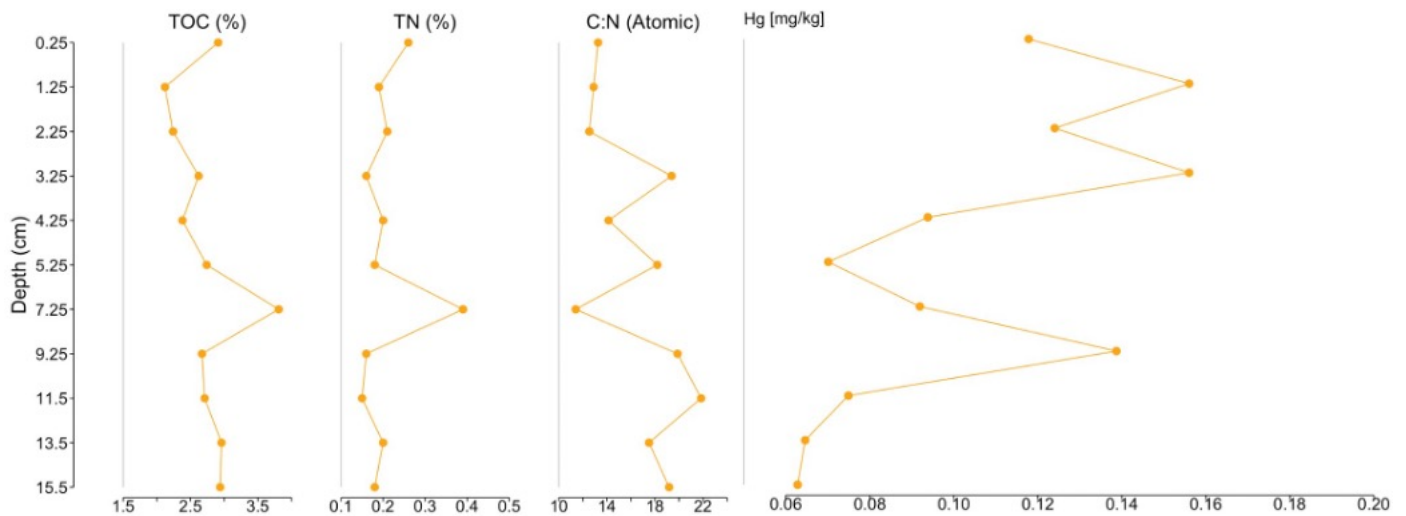 TOC (%)
TN (%)
C:N (Atomic)
Hg [mg/kg]
Depth (cm)
0.25
1.25
2.25
3.25
4.25
5.25
7.25
9.25
11.5
13.5
15.5
1.5 2.5 3.5
0.1 0.2 0.3 0.4 0.5
10 14 18 22
0.06 0.08 0.10 0.12 0.14 0.16 0.18 0.20